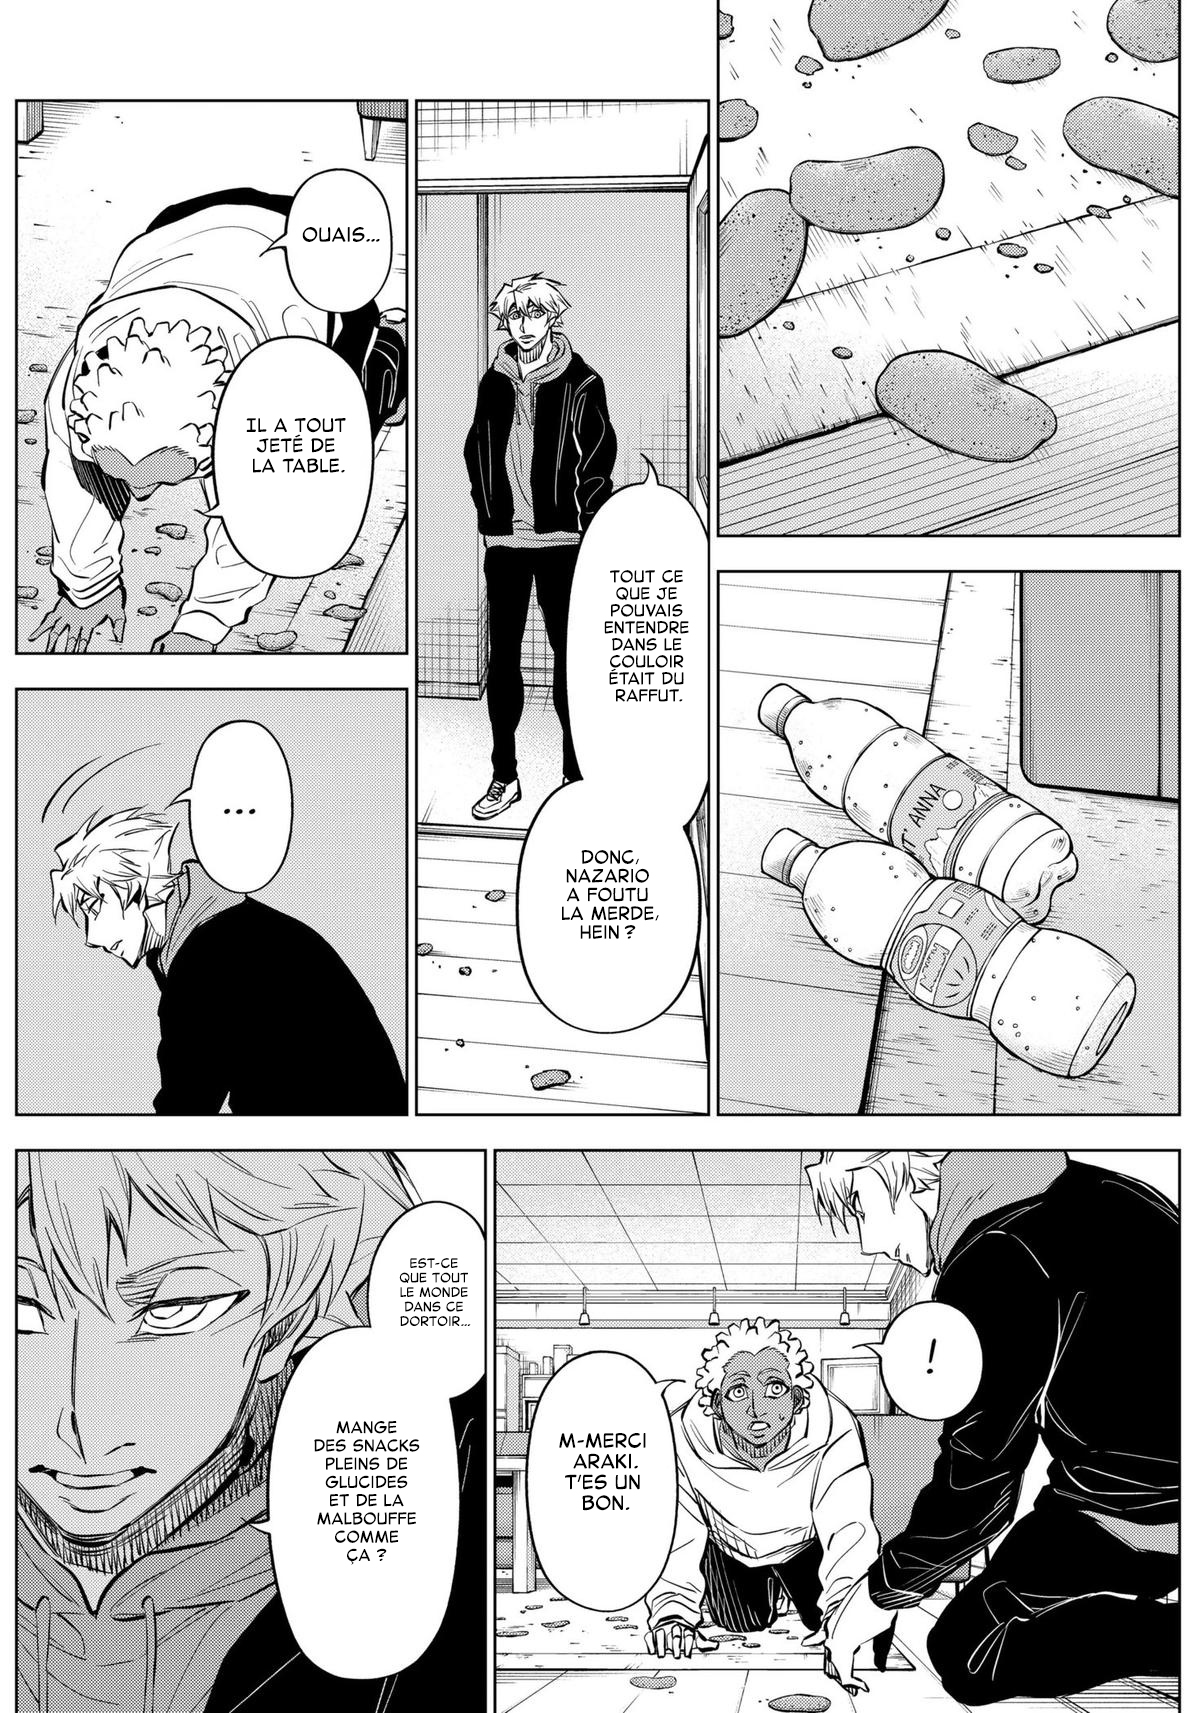 T'ANNA
TOUT CE
QUE JE
POUVAIS
ENTENDRE
DANS LE
COULOIR
ÉTAIT DU
RAFFUT.
DONC,
NAZARIO
A FOUTU
LA MERDE,
HEIN ?
OUAIS...
IL A TOUT
JETÉ DE
LA TABLE.
...
!
M-MERCI
ARAKI.
T'ES UN
BON.
EST-CE
QUE TOUT
LE MONDE
DANS CE
DORTOIR...
MANGE
DES SNACKS
PLEINS DE
GLUCIDES
ET DE LA
MALBOUFFE
COMME
ÇA ?